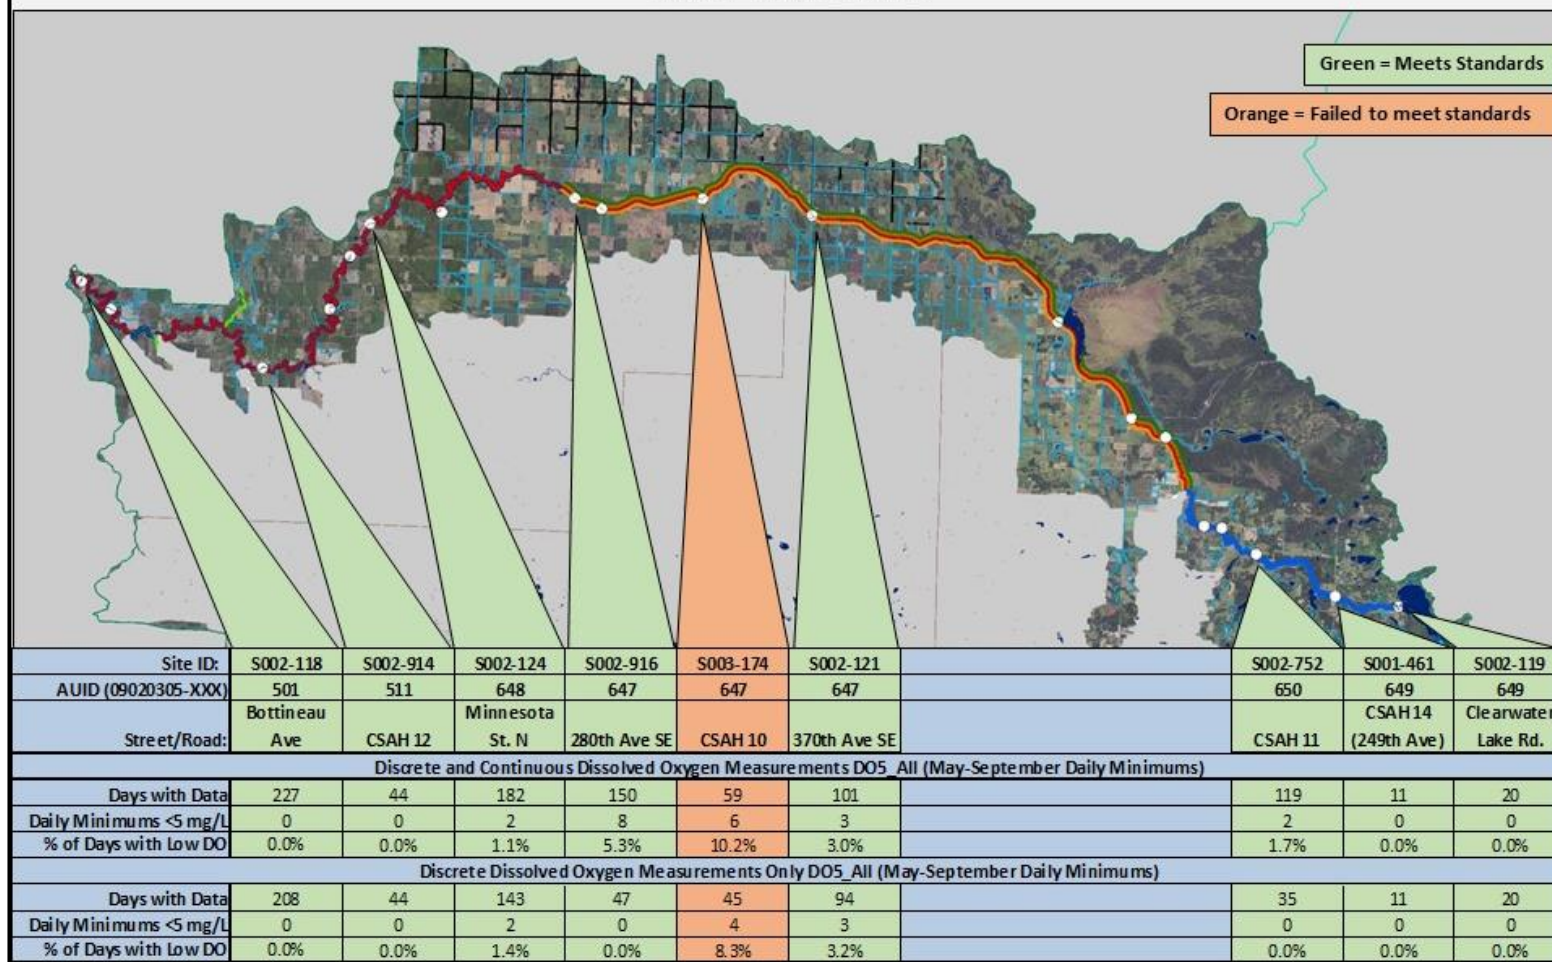 Green = Meets Standards
Orange = Failed to meet standards
Site ID: S002-118 S002-914 S002-124 S002-916 S003-174 S002-121 S002-752 S001-461 S002-119
AUID (09020305-XXX) 501 511 648 647 647 647 650 649 649
Street/Road: Bottineau Ave CSAH 12 Minnesota St. N 280th Ave SE CSAH 10 370th Ave SE CSAH 11 CSAH 14 (249th Ave) Clearwater Lake Rd.
Discrete and Continuous Dissolved Oxygen Measurements DO5_All (May-September Daily Minimums)
Days with Data 227 44 182 150 59 101 119 11 20
Daily Minimums <5 mg/L 0 0 2 8 6 3 2 0 0
% of Days with Low DO 0.0% 0.0% 1.1% 5.3% 10.2% 3.0% 1.7% 0.0% 0.0%
Discrete Dissolved Oxygen Measurements Only DO5_All (May-September Daily Minimums)
Days with Data 208 44 143 47 45 94 35 11 20
Daily Minimums <5 mg/L 0 0 2 0 4 3 0 0 0
% of Days with Low DO 0.0% 0.0% 1.4% 0.0% 8.3% 3.2% 0.0% 0.0% 0.0%